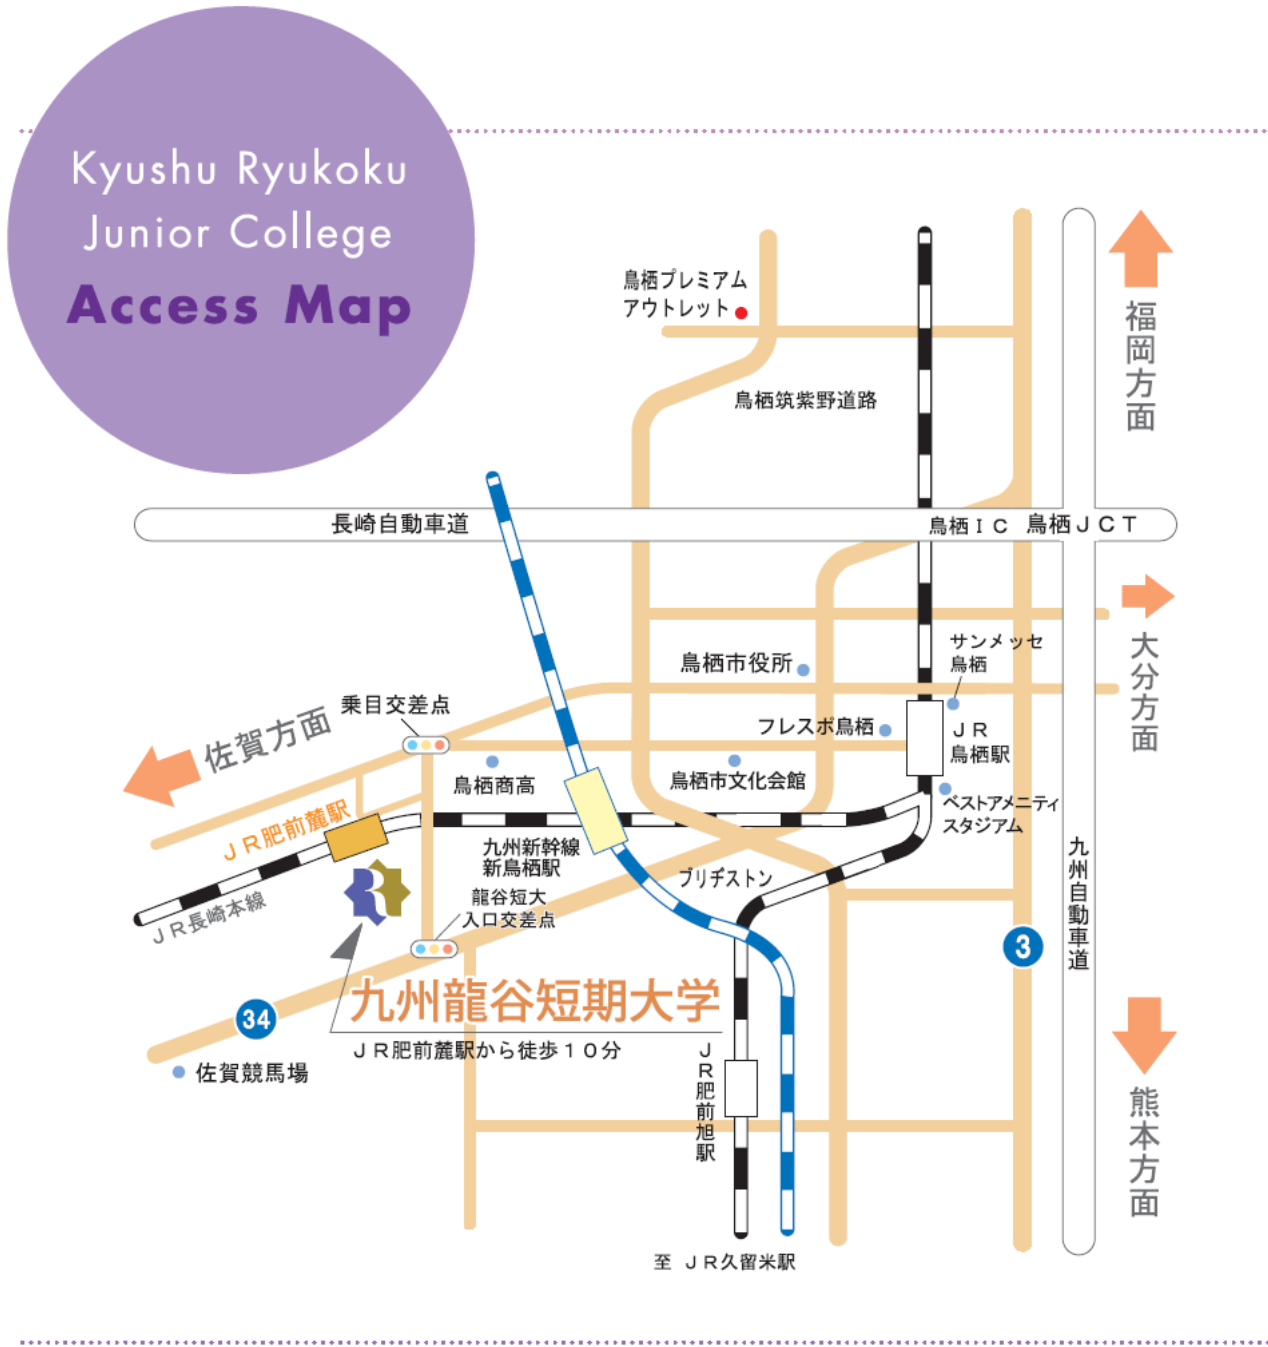 Kyushu Ryukoku
Junior College
Access Map
鳥栖プレミアム
アウトレット
鳥栖筑紫野道路
福岡方面
長崎自動車道
鳥栖ＩＣ
鳥栖ＪＣＴ
大分方面
サンメッセ
鳥栖
鳥栖市役所
乗目交差点
佐賀方面
フレスポ鳥栖
ＪＲ
鳥栖駅
鳥栖商高
鳥栖市文化会館
ベストアメニティ
スタジアム
ＪＲ肥前麓駅
九州新幹線
新鳥栖駅
ブリヂストン
九州自動車道
龍谷短大
入口交差点
ＪＲ長崎本線
3
九州龍谷短期大学
34
ＪＲ肥前麓駅から徒歩１０分
佐賀競馬場
ＪＲ肥前旭駅
熊本方面
至 ＪＲ久留米駅